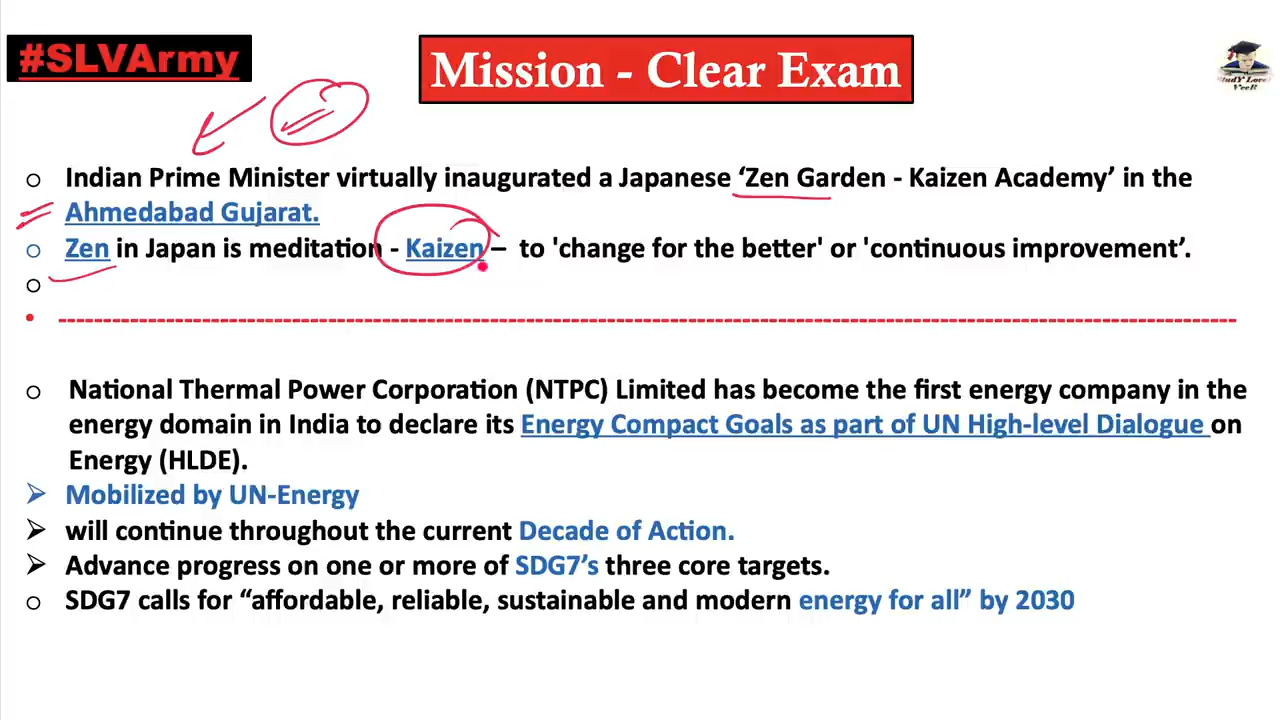 #SLVArmy
Mission - Clear Exam
StudY LoveR
VeeR
Indian Prime Minister virtually inaugurated a Japanese ‘Zen Garden - Kaizen Academy’ in the
Ahmedabad Gujarat.
Zen in Japan is meditation - Kaizen – to 'change for the better' or 'continuous improvement’.
National Thermal Power Corporation (NTPC) Limited has become the first energy company in the
energy domain in India to declare its Energy Compact Goals as part of UN High-level Dialogue on
Energy (HLDE).
Mobilized by UN-Energy
will continue throughout the current Decade of Action.
Advance progress on one or more of SDG7’s three core targets.
SDG7 calls for “affordable, reliable, sustainable and modern energy for all” by 2030